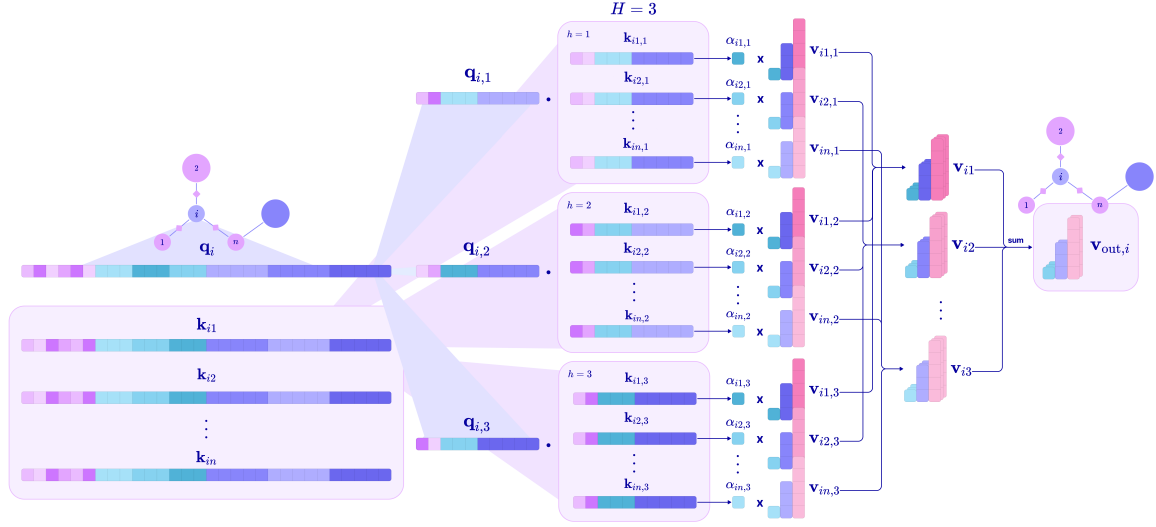 H = 3
h = 1
k_{i1,1}
α_{i1,1}
x
v_{i1,1}
q_{i,1}
k_{i2,1}
α_{i2,1}
x
v_{i2,1}
k_{in,1}
α_{in,1}
x
v_{in,1}
2
i
1
n
q_i
h = 2
k_{i1,2}
α_{i1,2}
x
v_{i1,2}
q_{i,2}
k_{i2,2}
α_{i2,2}
x
v_{i2,2}
k_{in,2}
α_{in,2}
x
v_{in,2}
k_{i1}
k_{i2}
k_{in}
h = 3
k_{i1,3}
α_{i1,3}
x
v_{i1,3}
q_{i,3}
k_{i2,3}
α_{i2,3}
x
v_{i2,3}
k_{in,3}
α_{in,3}
x
v_{in,3}
v_{i1}
v_{i2}
v_{i3}
sum
2
i
1
n
v_{out,i}